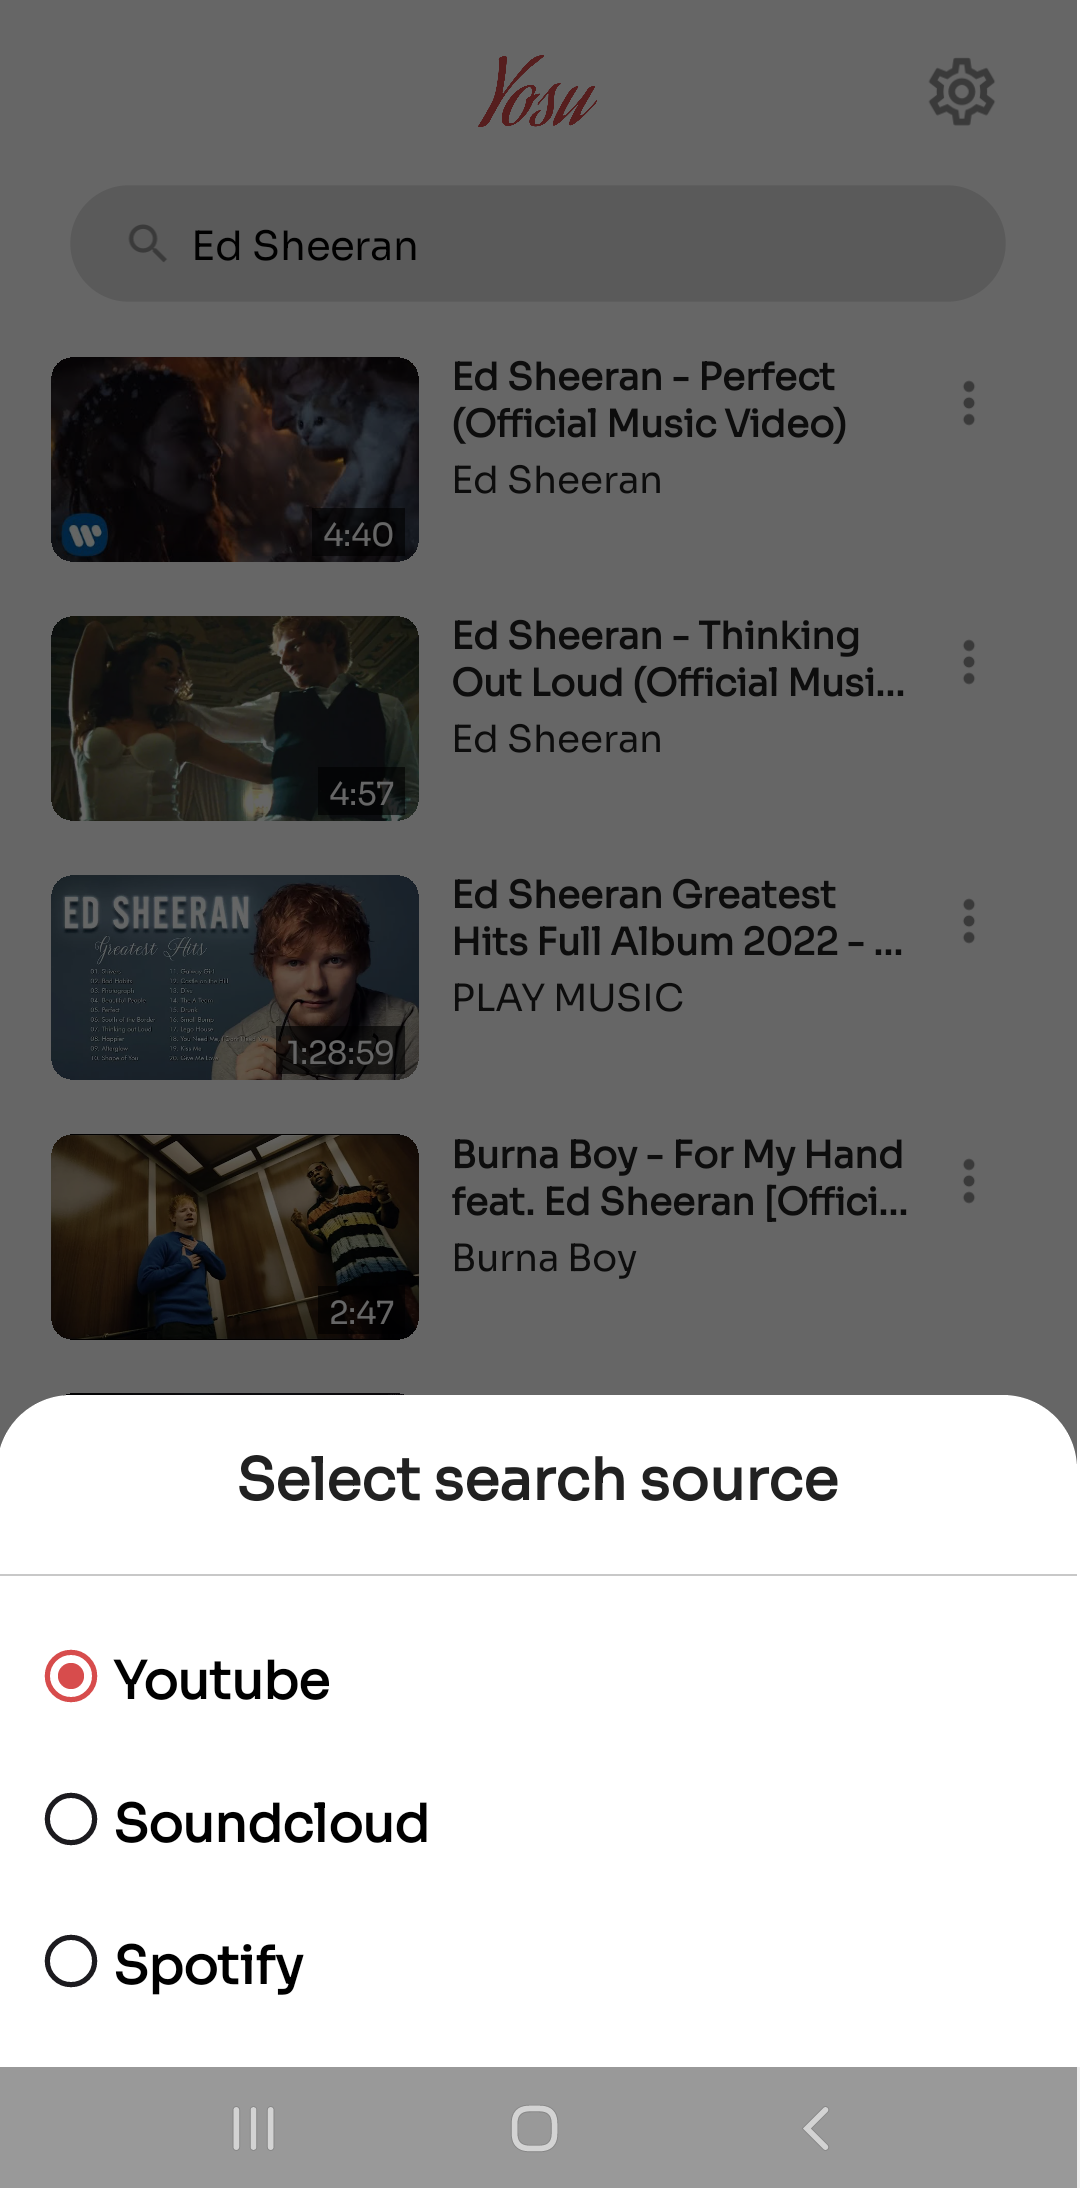 Yosu
Ed Sheeran
Ed Sheeran - Perfect
(Official Music Video)
Ed Sheeran
4:40
Ed Sheeran - Thinking
Out Loud (Official Musi...
Ed Sheeran
4:57
ED SHEERAN
Greatest Hits
Ed Sheeran Greatest
Hits Full Album 2022 - ...
PLAY MUSIC
1:28:59
Burna Boy - For My Hand
feat. Ed Sheeran [Offici...
Burna Boy
2:47
Select search source
Youtube
Soundcloud
Spotify